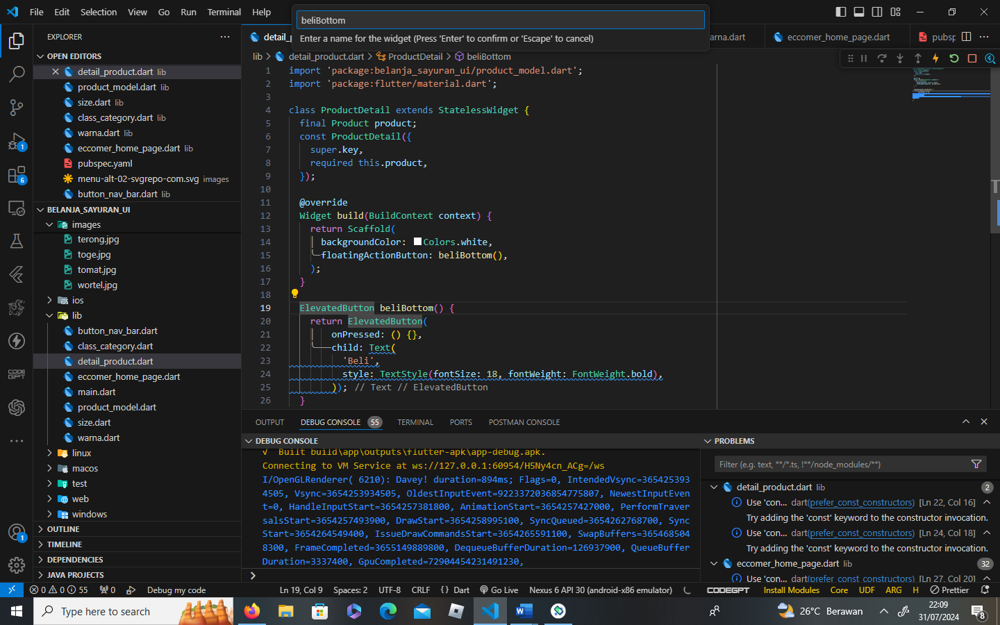 File Edit Selection View Go Run Terminal Help
beliBottom
Enter a name for the widget (Press 'Enter' to confirm or 'Escape' to cancel)
EXPLORER
OPEN EDITORS
detail_product.dart lib
product_model.dart lib
size.dart lib
class_category.dart lib
warna.dart lib
eccomer_home_page.dart lib
pubspec.yaml
menu-alt-02-svgrepo-com.svg images
button_nav_bar.dart lib
BELANJA_SAYURAN_UI
images
terong.jpg
toge.jpg
tomat.jpg
wortel.jpg
ios
lib
button_nav_bar.dart
class_category.dart
detail_product.dart
eccomer_home_page.dart
main.dart
product_model.dart
size.dart
warna.dart
linux
macos
test
web
windows
OUTLINE
TIMELINE
DEPENDENCIES
JAVA PROJECTS
1
6
CODE GPT
1
detail_ arna.dart eccomer_home_page.dart pubsp
lib > detail_product.dart > ProductDetail > beliBottom
1 import 'package:belanja_sayuran_ui/product_model.dart';
2 import 'package:flutter/material.dart';
3
4 class ProductDetail extends StatelessWidget {
5 final Product product;
6 const ProductDetail({
7 super.key,
8 required this.product,
9 });
10
11 @override
12 Widget build(BuildContext context) {
13 return Scaffold(
14 backgroundColor: Colors.white,
15 floatingActionButton: beliBottom(),
16 );
17 }
18
19 ElevatedButton beliBottom() {
20 return ElevatedButton(
21 onPressed: () {},
22 child: Text(
23 'Beli',
24 style: TextStyle(fontSize: 18, fontWeight: FontWeight.bold),
25 )); // Text // ElevatedButton
26 }
OUTPUT DEBUG CONSOLE 55 TERMINAL PORTS POSTMAN CONSOLE
DEBUG CONSOLE
√ Built build\app\outputs\flutter-apk\app-debug.apk.
Connecting to VM Service at ws://127.0.0.1:60954/H5Ny4cn_ACg=/ws
I/OpenGLRenderer( 6210): Davey! duration=894ms; Flags=0, IntendedVsync=365425393
4505, Vsync=3654253934505, OldestInputEvent=9223372036854775807, NewestInputEven
t=0, HandleInputStart=3654257381800, AnimationStart=3654257427000, PerformTraver
salsStart=3654257493900, DrawStart=3654258995100, SyncQueued=3654262768700, Sync
Start=3654264549400, IssueDrawCommandsStart=3654265591100, SwapBuffers=365468504
8300, FrameCompleted=3655149889800, DequeueBufferDuration=126937900, QueueBuffer
Duration=3337400, GpuCompleted=72904454231491230,
PROBLEMS
Filter (e.g. text, **/*.ts, !**/node_modules/**)
detail_product.dart lib 2
Use 'con... dart(prefer_const_constructors) [Ln 22, Col 16]
Try adding the 'const' keyword to the constructor invocation.
Use 'con... dart(prefer_const_constructors) [Ln 24, Col 18]
Try adding the 'const' keyword to the constructor invocation.
eccomer_home_page.dart lib 32
Use 'con... dart(prefer_const_constructors) [Ln 27, Col 20]
0 0 55 0 Debug my code Ln 19, Col 9 Spaces: 2 UTF-8 CRLF {} Dart Go Live Nexus 6 API 30 (android-x86 emulator) CODEGPT Install Modules Core UDF ARG H Prettier
Type here to search
26°C Berawan
22:09
31/07/2024
8